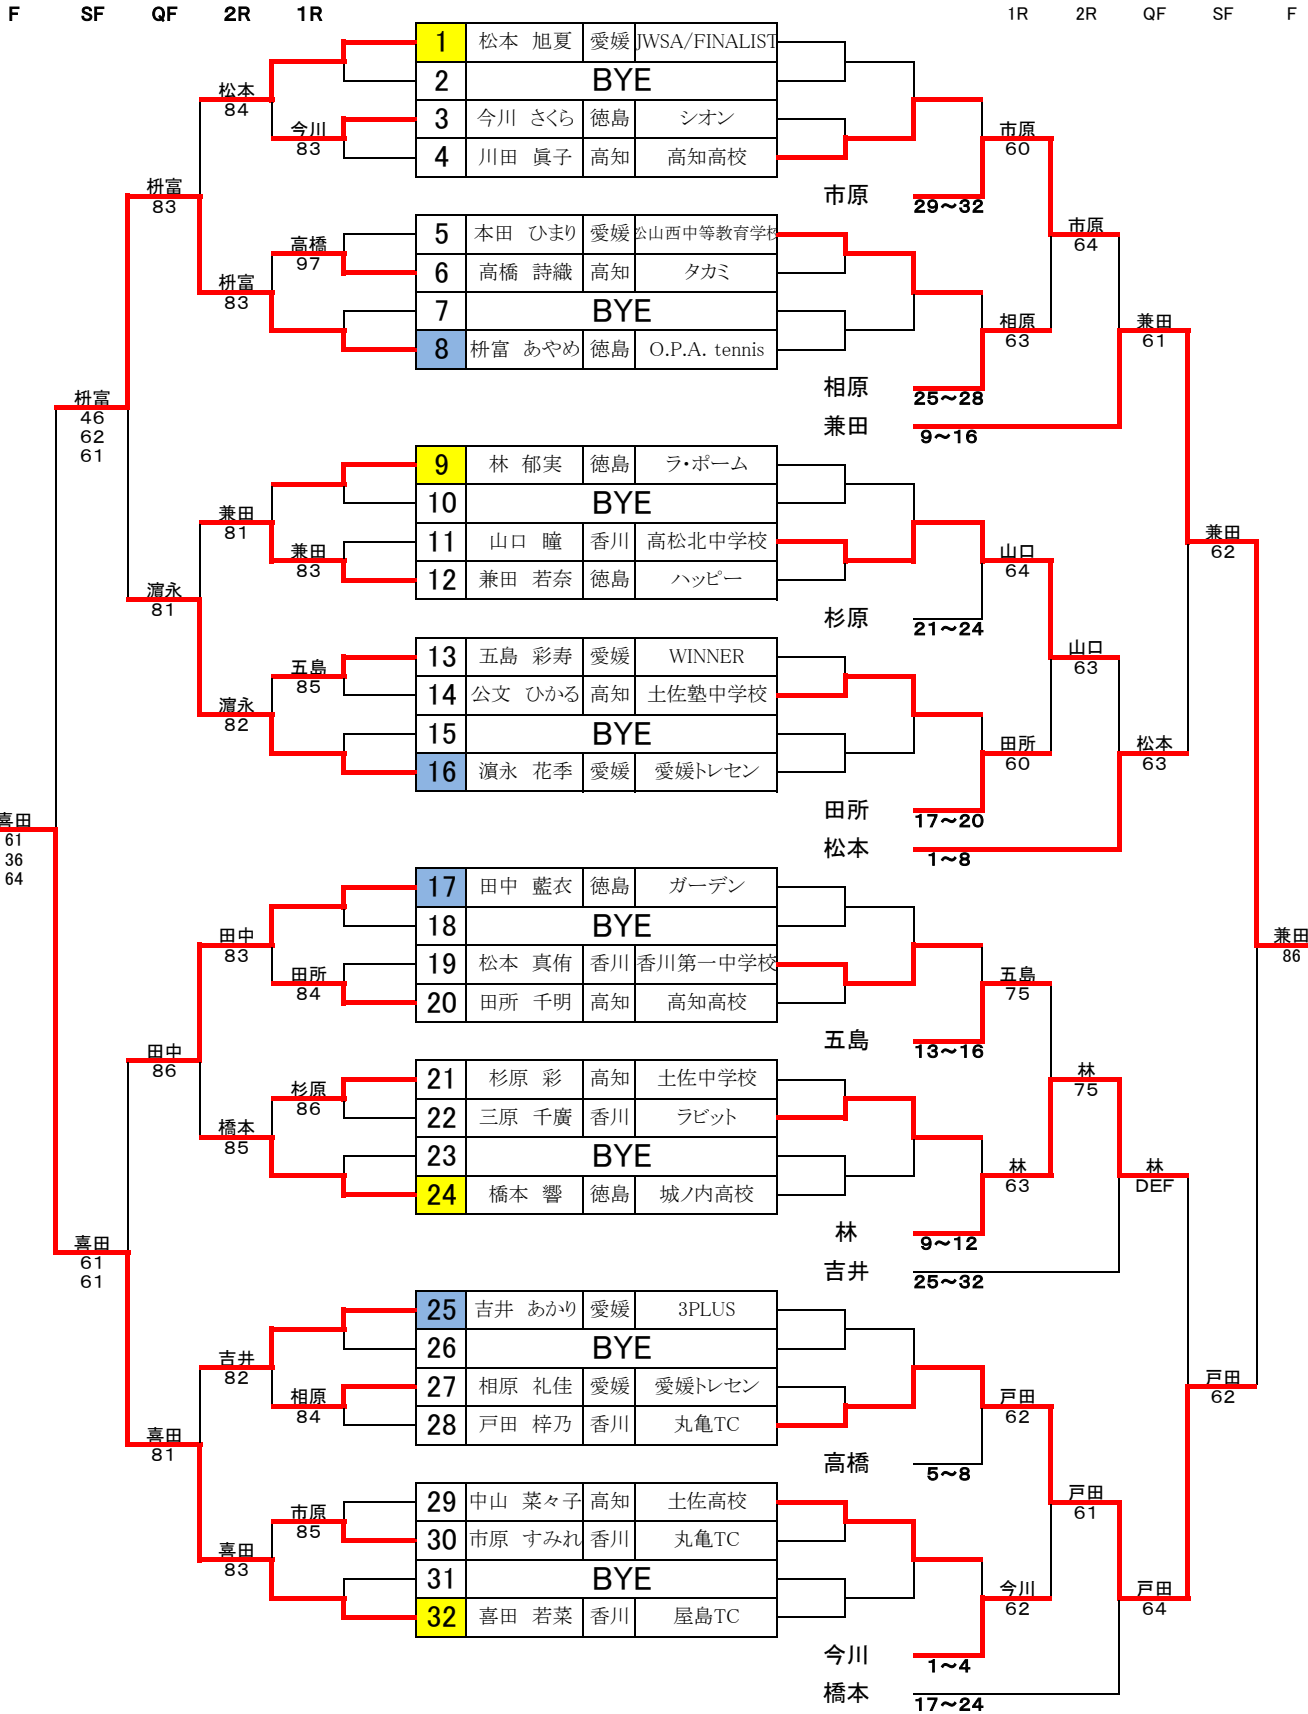 F SF QF 2R 1R 1R 2R QF SF F
1 松本 旭夏 愛媛 JWSA/FINALIST
2 BYE
松本
84
3 今川 さくら 徳島 シオン
今川
83
市原
60
4 川田 眞子 高知 高知高校
枡富
83
市原
29～32
5 本田 ひまり 愛媛 松山西中等教育学校
高橋
97
市原
64
6 高橋 詩織 高知 タカミ
枡富
83
7 BYE
相原
63
兼田
61
8 枡富 あやめ 徳島 O.P.A. tennis
相原
25～28
枡富
46
62
61
兼田
9～16
9 林 郁実 徳島 ラ・ポーム
10 BYE
兼田
81
11 山口 瞳 香川 高松北中学校
兼田
83
山口
64
兼田
62
12 兼田 若奈 徳島 ハッピー
濵永
81
杉原
21～24
13 五島 彩寿 愛媛 WINNER
五島
85
山口
63
14 公文 ひかる 高知 土佐塾中学校
濵永
82
15 BYE
田所
60
松本
63
16 濵永 花季 愛媛 愛媛トレセン
田所
17～20
喜田
61
36
64
松本
1～8
17 田中 藍衣 徳島 ガーデン
18 BYE
田中
83
兼田
86
19 松本 真侑 香川 香川第一中学校
田所
84
五島
75
20 田所 千明 高知 高知高校
田中
86
五島
13～16
21 杉原 彩 高知 土佐中学校
杉原
86
林
75
22 三原 千廣 香川 ラビット
橋本
85
23 BYE
林
63
林
DEF
24 橋本 響 徳島 城ノ内高校
林
9～12
喜田
61
61
吉井
25～32
25 吉井 あかり 愛媛 3PLUS
26 BYE
吉井
82
27 相原 礼佳 愛媛 愛媛トレセン
相原
84
戸田
62
戸田
62
28 戸田 梓乃 香川 丸亀TC
喜田
81
高橋
5～8
29 中山 菜々子 高知 土佐高校
市原
85
戸田
61
30 市原 すみれ 香川 丸亀TC
喜田
83
31 BYE
今川
62
戸田
64
32 喜田 若菜 香川 屋島TC
今川
1～4
橋本
17～24